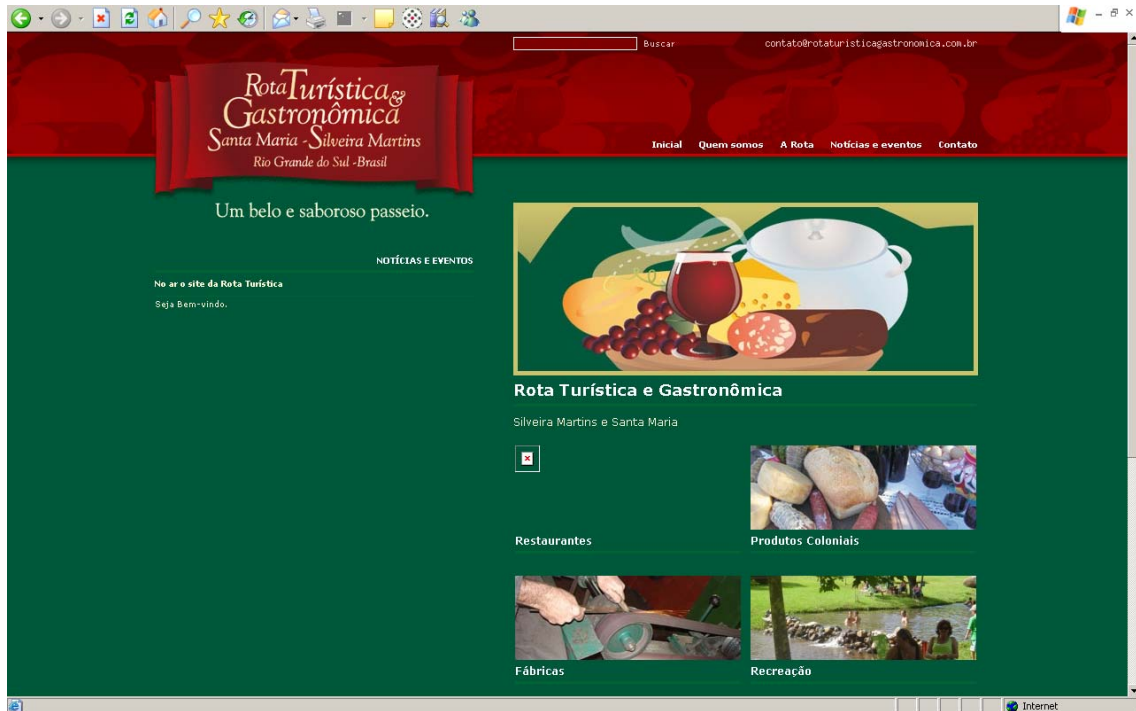 Buscar
contato@rotaturisticagastronomica.com.br
Rota Turística &
Gastronômica
Santa Maria - Silveira Martins
Rio Grande do Sul - Brasil
Inicial Quem somos A Rota Notícias e eventos Contato
Um belo e saboroso passeio.
NOTÍCIAS E EVENTOS
No ar o site da Rota Turística
Seja Bem-vindo.
Rota Turística e Gastronômica
Silveira Martins e Santa Maria
Restaurantes
Produtos Coloniais
Fábricas
Recreação
Internet